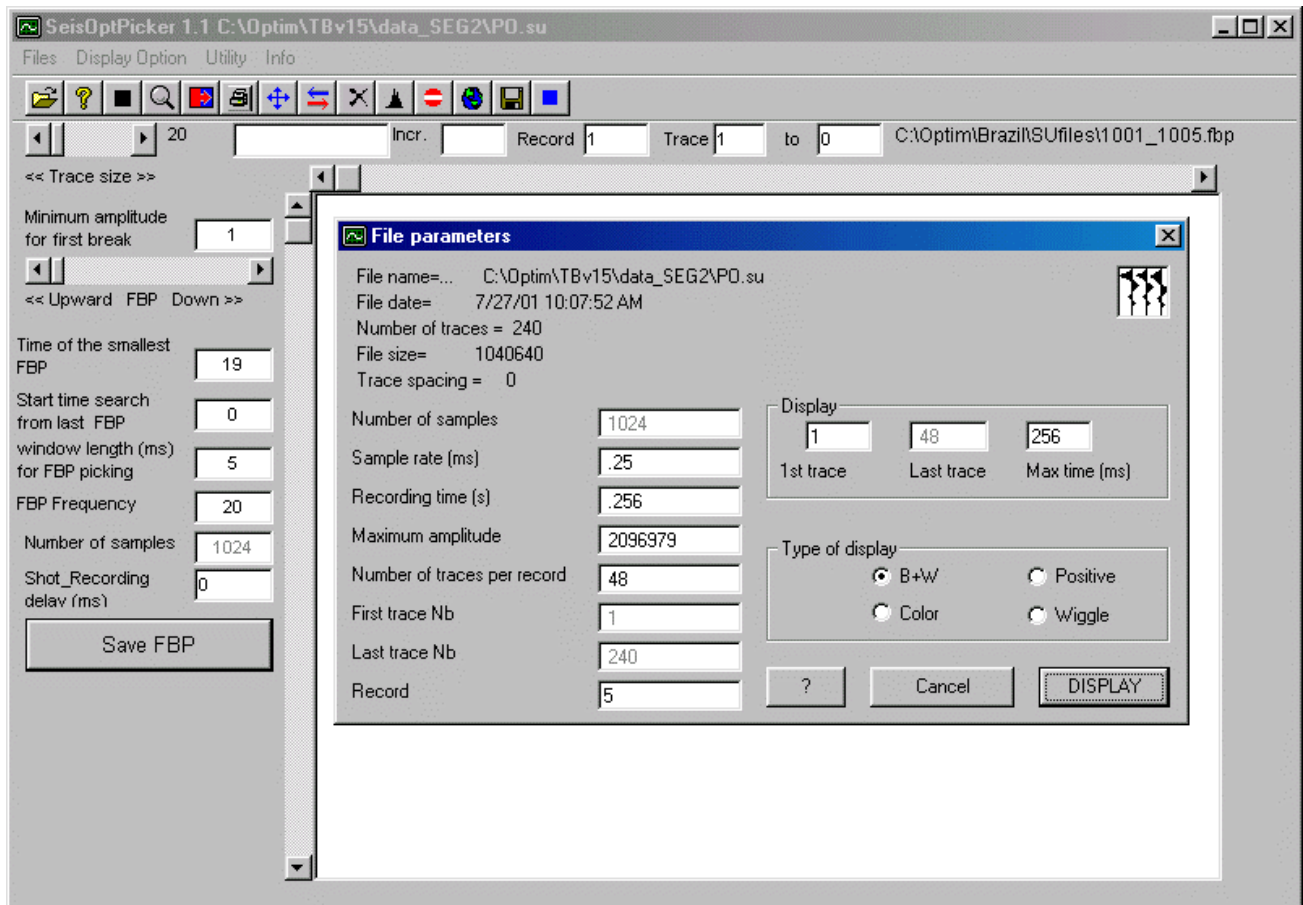 SeisOptPicker 1.1 C:\Optim\TBv15\data_SEG2\PO.su
Files Display Option Utility Info
20 Incr. Record 1 Trace 1 to 0 C:\Optim\Brazil\SUfiles\1001_1005.fbp
<< Trace size >>
Minimum amplitude
for first break 1
<< Upward FBP Down >>
Time of the smallest
FBP 19
Start time search
from last FBP 0
window length (ms)
for FBP picking 5
FBP Frequency 20
Number of samples 1024
Shot_Recording
delay (ms) 0
Save FBP
File parameters
File name=... C:\Optim\TBv15\data_SEG2\PO.su
File date= 7/27/01 10:07:52 AM
Number of traces = 240
File size= 1040640
Trace spacing = 0
Number of samples 1024
Sample rate (ms) .25
Recording time (s) .256
Maximum amplitude 2096979
Number of traces per record 48
First trace Nb 1
Last trace Nb 240
Record 5
Display
1 48 256
1st trace Last trace Max time (ms)
Type of display
B+W Positive
Color Wiggle
? Cancel DISPLAY